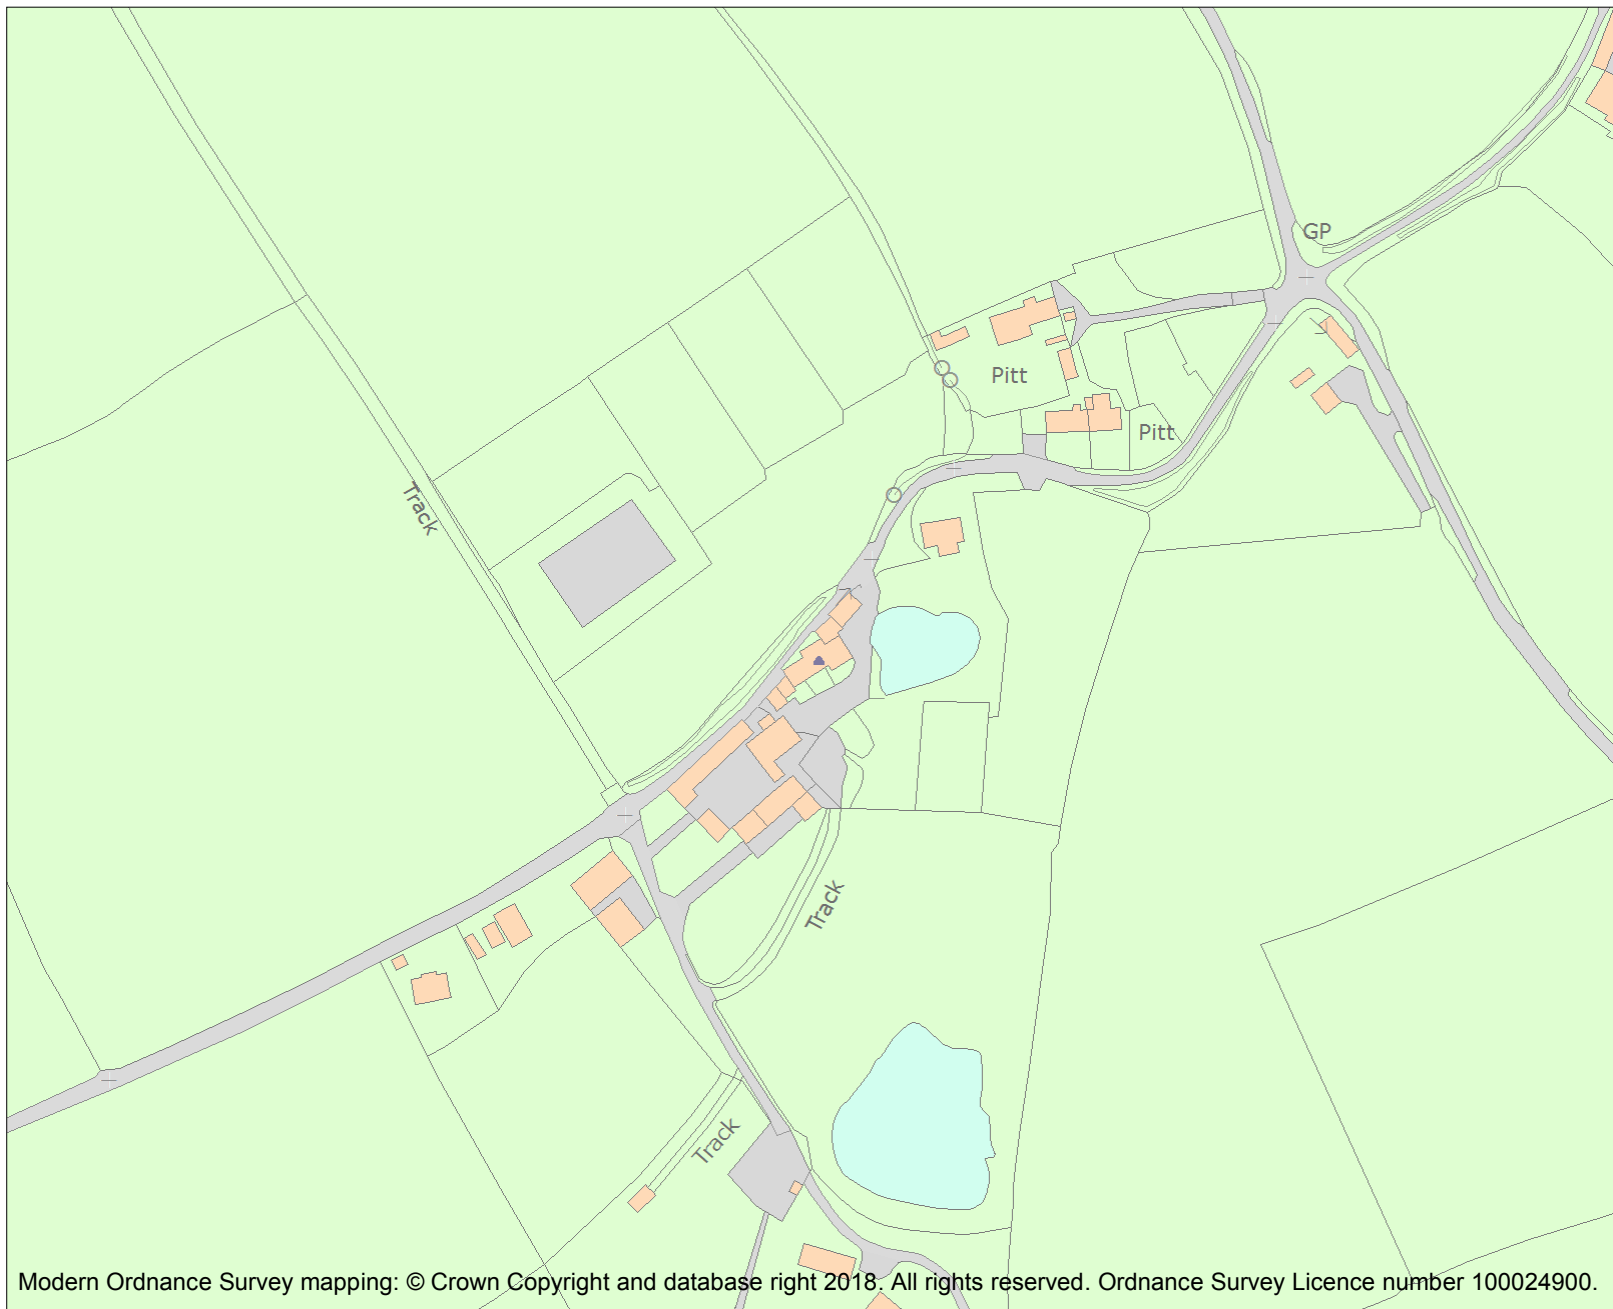 GP
Pitt
Pitt
Track
Track
Track
Modern Ordnance Survey mapping: © Crown Copyright and database right 2018. All rights reserved. Ordnance Survey Licence number 100024900.